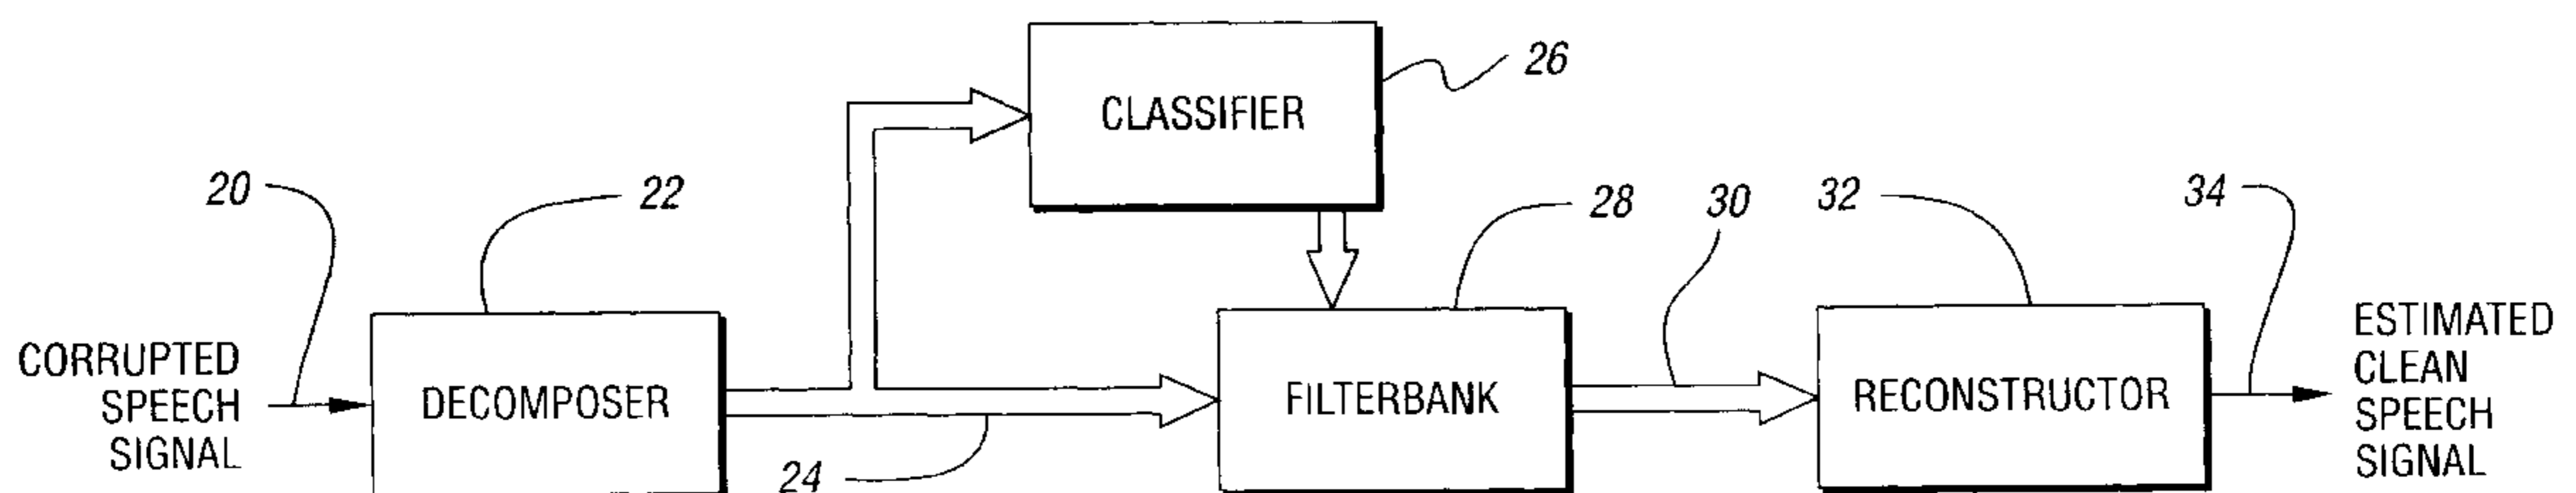 26
CLASSIFIER
20
22
28
30
32
34
CORRUPTED
SPEECH
SIGNAL
DECOMPOSER
24
FILTERBANK
RECONSTRUCTOR
ESTIMATED
CLEAN
SPEECH
SIGNAL